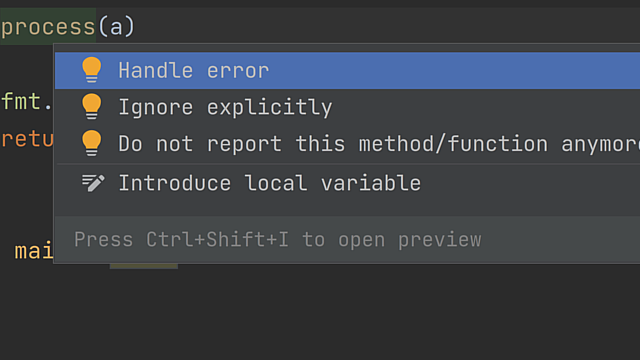 process(a)
Handle error
fmt.
Ignore explicitly
retu
Do not report this method/function anymore
Introduce local variable
Press Ctrl+Shift+I to open preview
mai